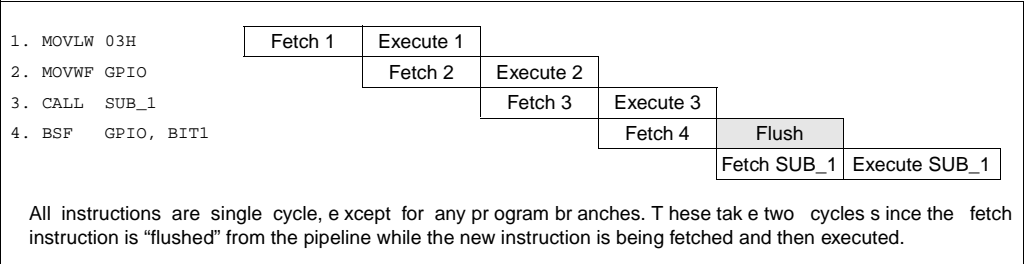 1. MOVLW 03H Fetch 1 Execute 1
2. MOVWF GPIO Fetch 2 Execute 2
3. CALL SUB_1 Fetch 3 Execute 3
4. BSF GPIO, BIT1 Fetch 4 Flush
Fetch SUB_1 Execute SUB_1
All instructions are single cycle, e xcept for any pr ogram br anches. T hese tak e two cycles s ince the fetch
instruction is “flushed” from the pipeline while the new instruction is being fetched and then executed.